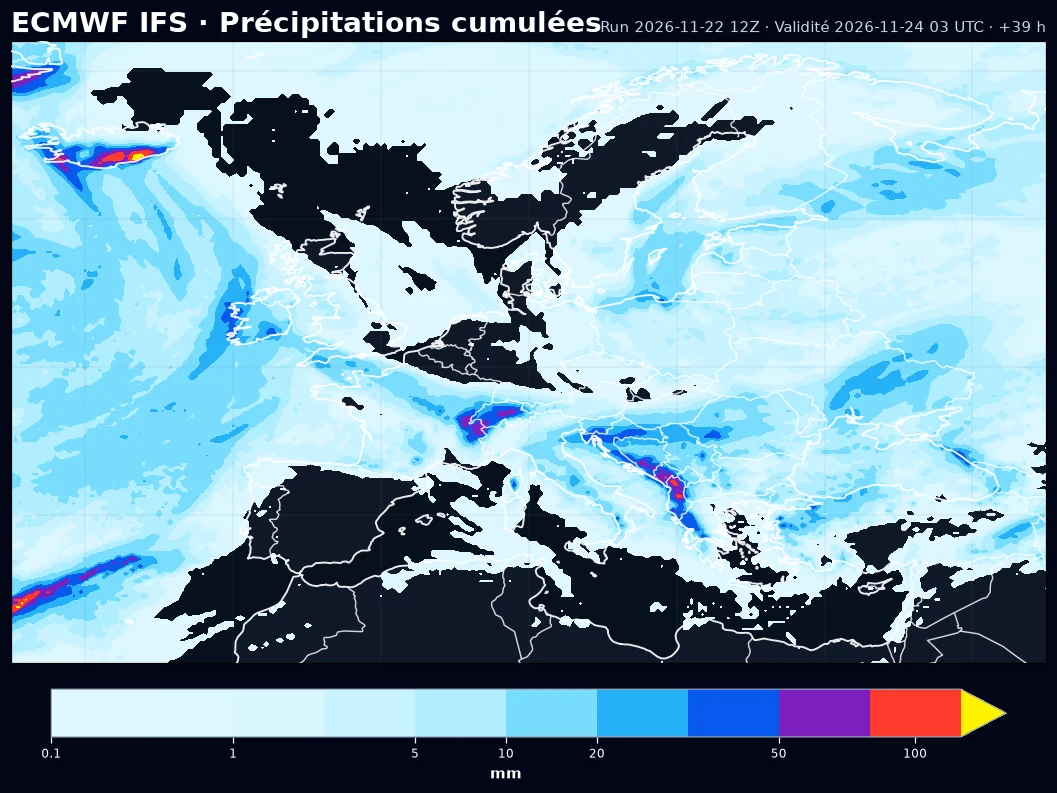 ECMWF IFS · Précipitations cumulées
Run 2026-11-22 12Z · Validité 2026-11-24 03 UTC · +39 h
0.1 1 5 10 20 50 100
mm